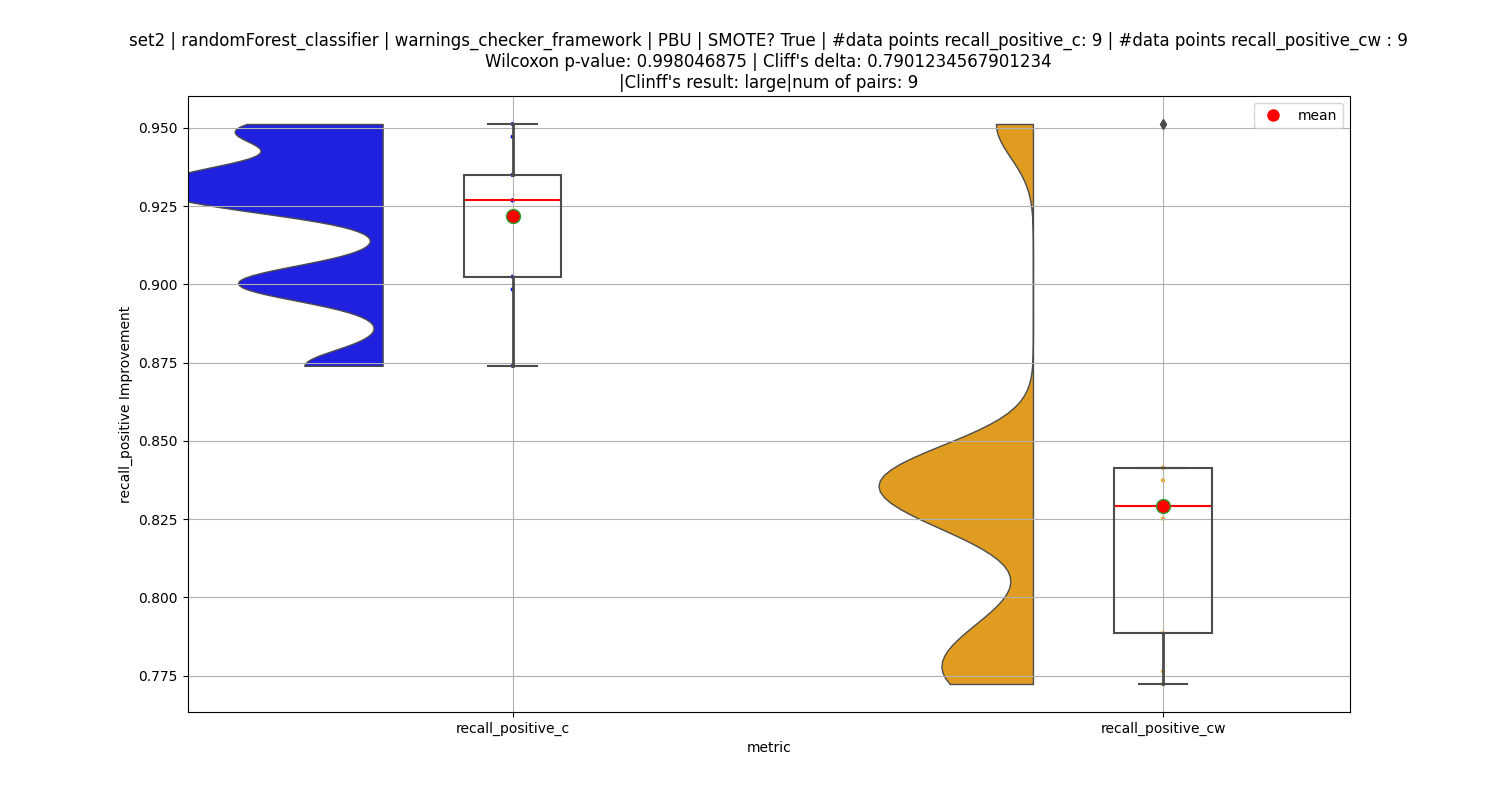 set2 | randomForest_classifier | warnings_checker_framework | PBU | SMOTE? True | #data points recall_positive_c: 9 | #data points recall_positive_cw : 9
Wilcoxon p-value: 0.998046875 | Cliff's delta: 0.7901234567901234
|Clinff's result: large|num of pairs: 9
mean
0.950
0.925
0.900
0.875
0.850
0.825
0.800
0.775
recall_positive Improvement
recall_positive_c
recall_positive_cw
metric